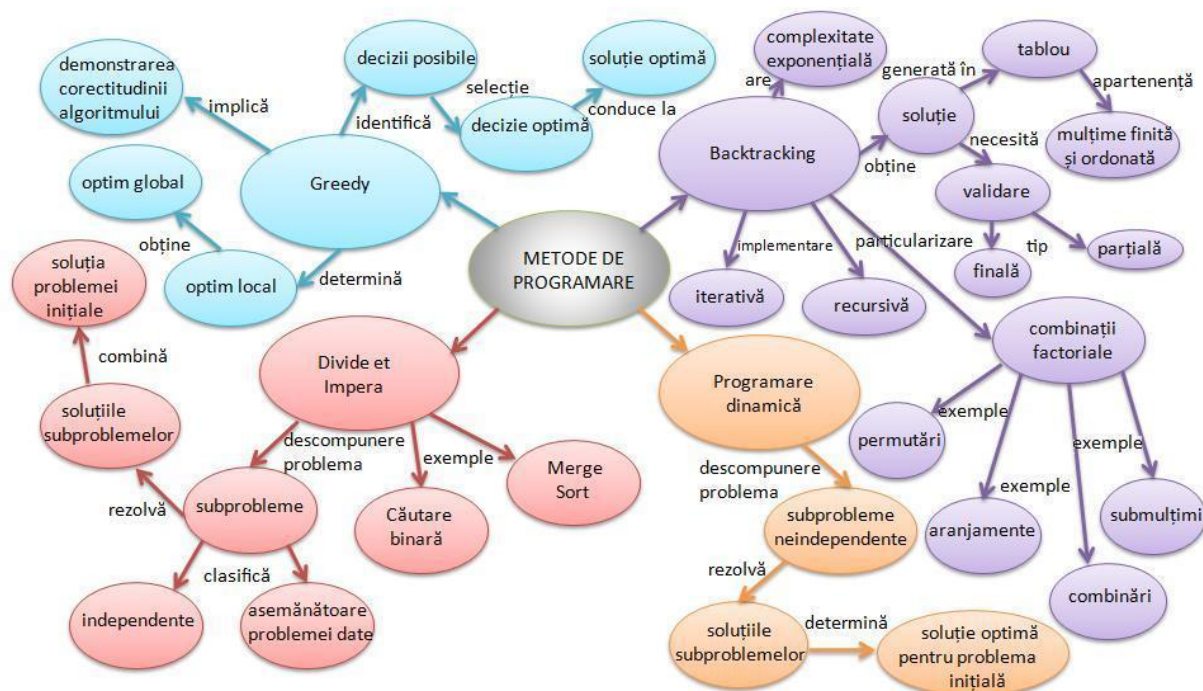 demonstrarea
corectitudinii
algoritmului
implică
decizii posibile
identifică
selecție
decizie optimă
soluție optimă
conduce la
Greedy
optim global
obține
optim local
determină
METODE DE
PROGRAMARE
complexitate
exponențială
are
Backtracking
generată în
tablou
apartenență
mulțime finită
și ordonată
soluție
obține
necesită
validare
tip
finală
parțială
implementare
iterativă
recursivă
particularizare
combinații
factoriale
exemple
permutări
exemple
aranjamente
exemple
combinări
submulțimi
soluția
problemei
inițiale
combină
soluțiile
subproblemelor
rezolvă
Divide et
Impera
descompunere
problema
subprobleme
clasifică
independente
asemănătoare
problemei date
exemple
Căutare
binară
Merge
Sort
Programare
dinamică
descompunere
problema
subprobleme
neindependente
rezolvă
soluțiile
subproblemelor
determină
soluție optimă
pentru problema
inițială